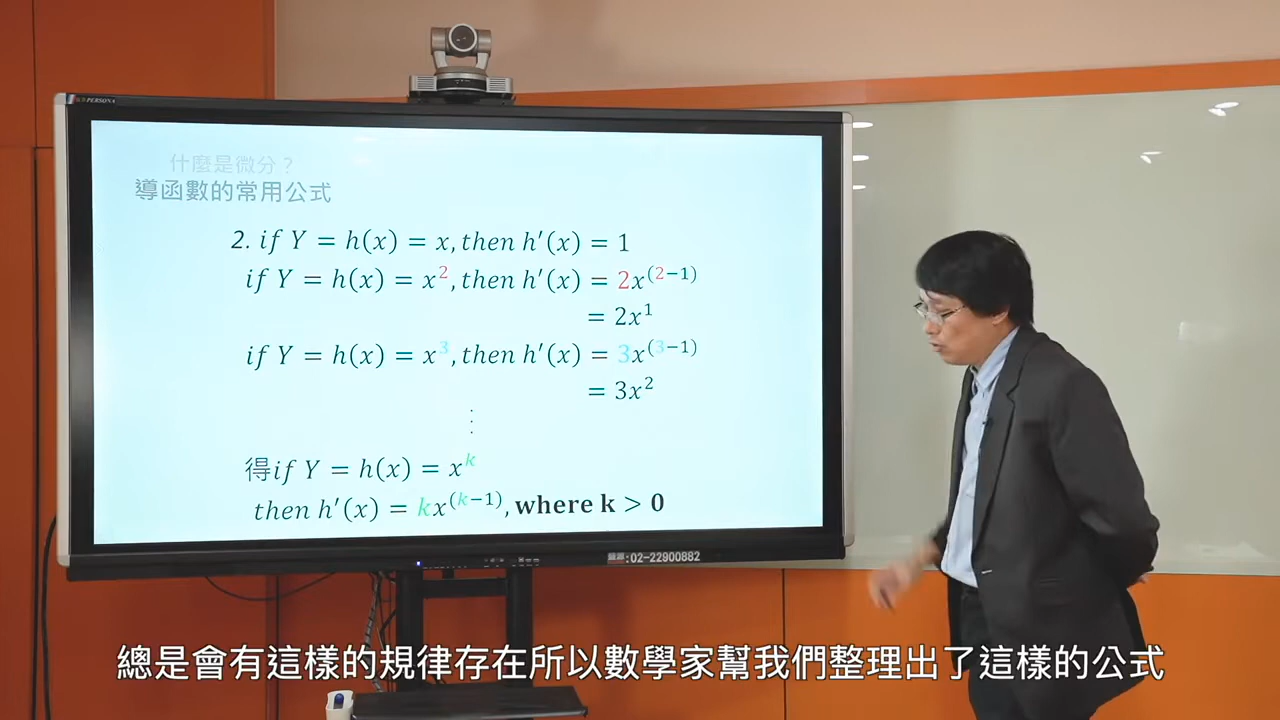 PERSONA
什麼是微分？
導函數的常用公式
2. if Y = h(x) = x, then h′(x) = 1
if Y = h(x) = x², then h′(x) = 2x⁽²⁻¹⁾
= 2x¹
if Y = h(x) = x³, then h′(x) = 3x⁽³⁻¹⁾
= 3x²
⋮
得if Y = h(x) = xᵏ
then h′(x) = kx⁽ᵏ⁻¹⁾, where k > 0
:02-22900882
總是會有這樣的規律存在所以數學家幫我們整理出了這樣的公式